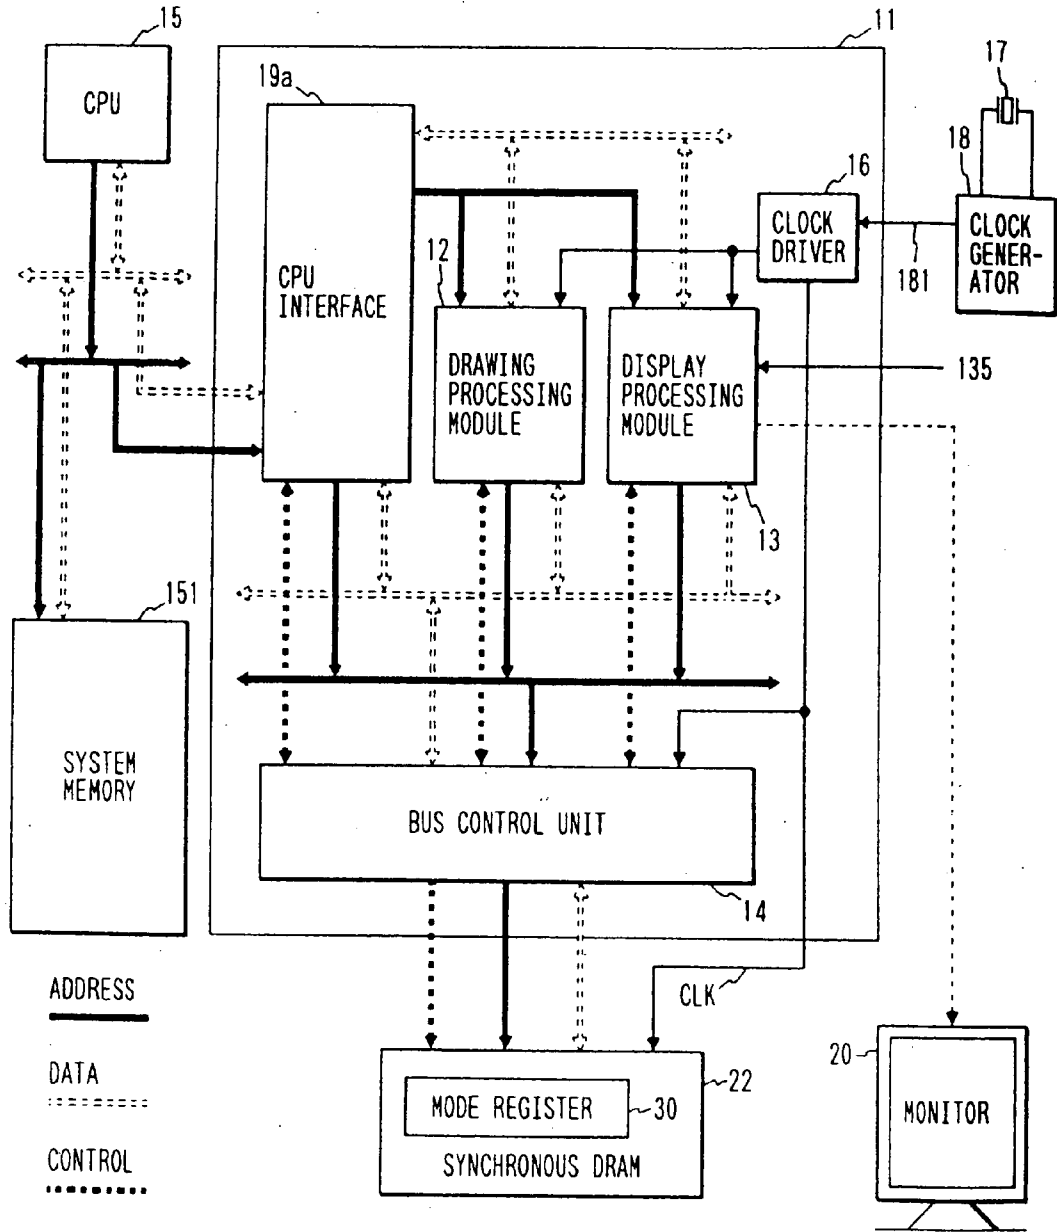 15
11
CPU
19a
17
18
16
CLOCK
DRIVER
CLOCK
GENER-
ATOR
181
12
CPU
INTERFACE
DRAWING
PROCESSING
MODULE
DISPLAY
PROCESSING
MODULE
135
13
151
SYSTEM
MEMORY
BUS CONTROL UNIT
14
CLK
ADDRESS
DATA
CONTROL
20
22
MODE REGISTER
30
SYNCHRONOUS DRAM
MONITOR